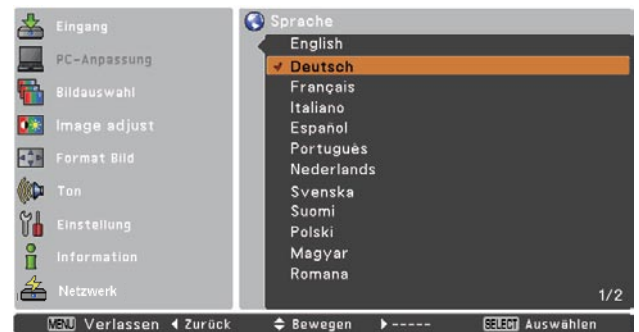 Eingang
PC-Anpassung
Bildauswahl
Image adjust
Format Bild
Ton
Einstellung
Information
Netzwerk
Sprache
English
Deutsch
Français
Italiano
Español
Português
Nederlands
Svenska
Suomi
Polski
Magyar
Romana
1/2
MENU Verlassen Zurück Bewegen ----- SELECT Auswählen